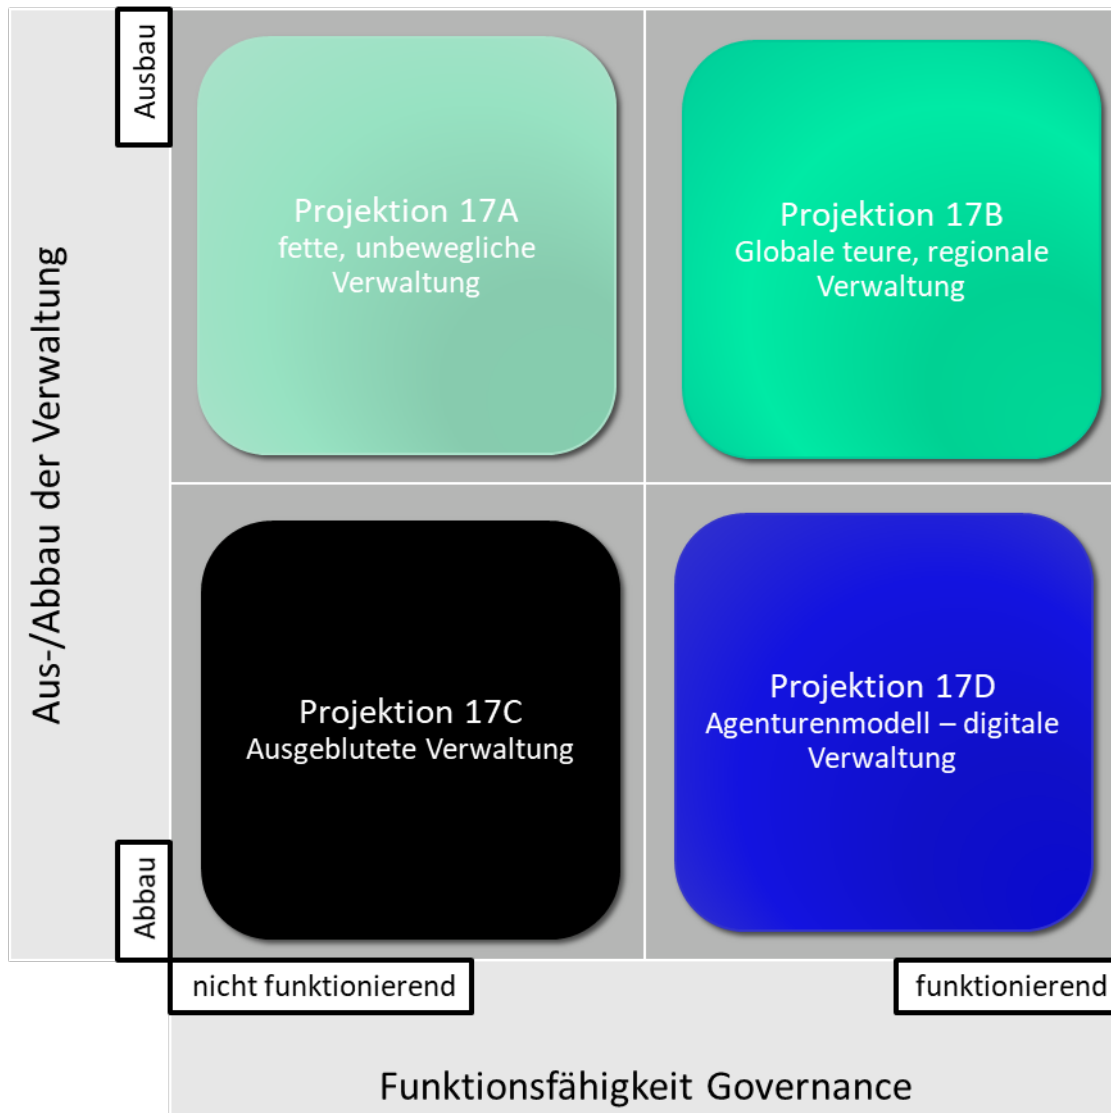 Ausbau
Projektion 17A
fette, unbewegliche
Verwaltung
Projektion 17B
Globale teure, regionale
Verwaltung
Aus-/Abbau der Verwaltung
Projektion 17C
Ausgeblutete Verwaltung
Projektion 17D
Agenturenmodell – digitale
Verwaltung
Abbau
nicht funktionierend
funktionierend
Funktionsfähigkeit Governance